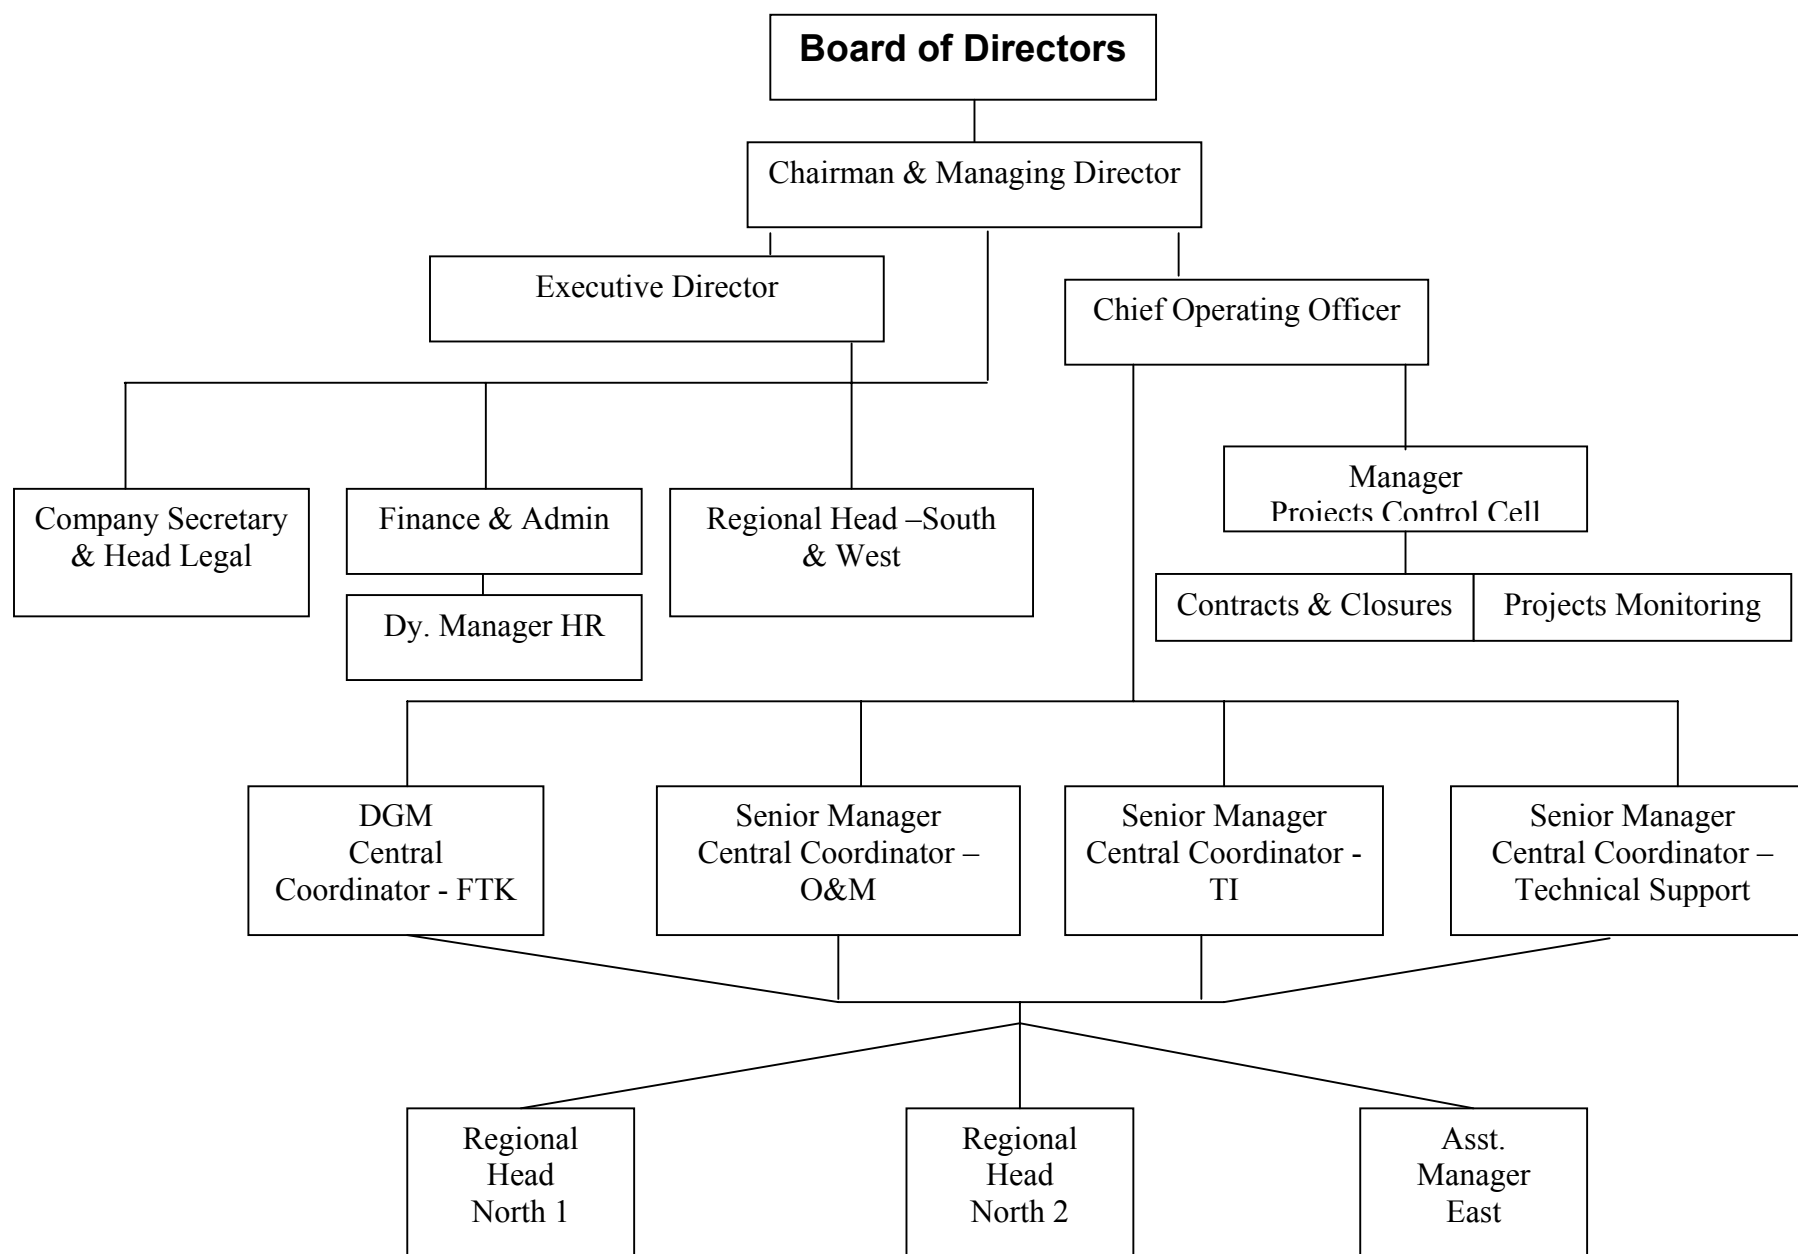 Board of Directors
Chairman & Managing Director
Executive Director
Chief Operating Officer
Manager
Projects Control Cell
Company Secretary
& Head Legal
Finance & Admin
Regional Head –South
& West
Contracts & Closures
Projects Monitoring
Dy. Manager HR
DGM
Central
Coordinator - FTK
Senior Manager
Central Coordinator –
O&M
Senior Manager
Central Coordinator -
TI
Senior Manager
Central Coordinator –
Technical Support
Regional
Head
North 1
Regional
Head
North 2
Asst.
Manager
East